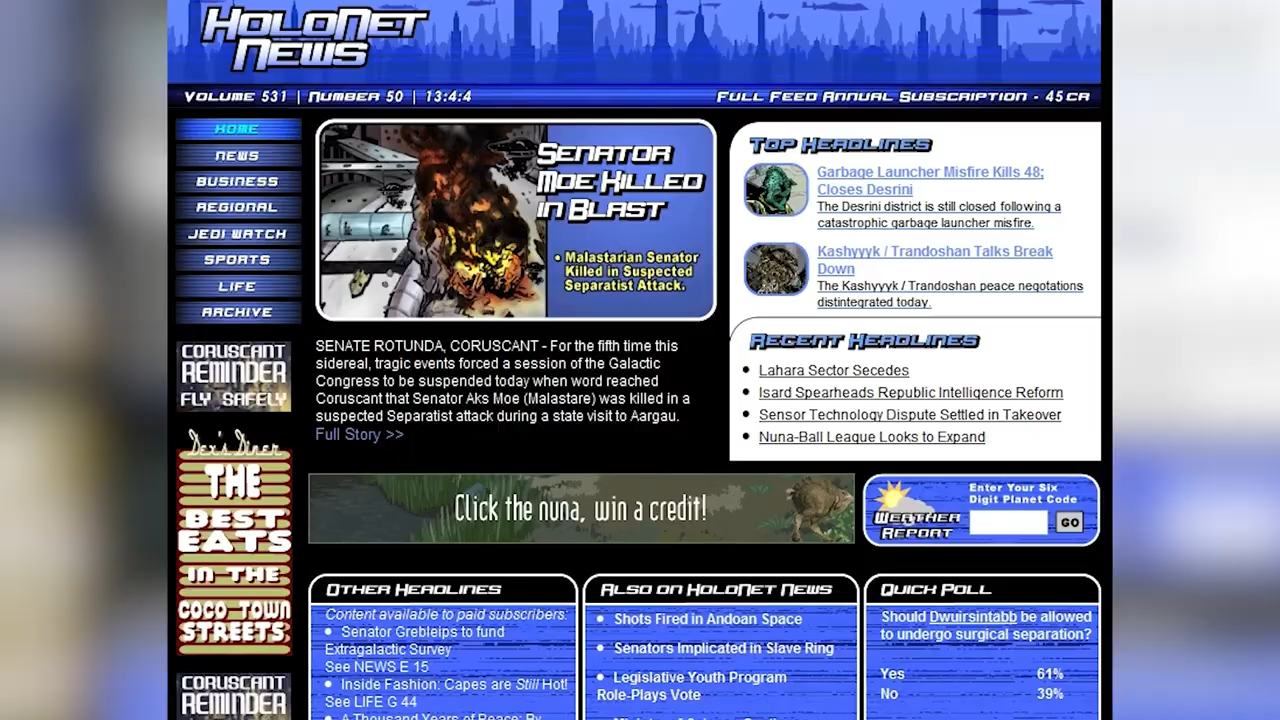 HOLONET
NEWS
VOLUME 531 | NUMBER 50 | 13:4:4
FULL FEED ANNUAL SUBSCRIPTION - 45 CR
HOME
NEWS
BUSINESS
REGIONAL
JEDI WATCH
SPORTS
LIFE
ARCHIVE
CORUSCANT
REMINDER
FLY SAFELY
Dex's Diner
THE
BEST
EATS
IN THE
COCO TOWN
STREETS
CORUSCANT
REMINDER
SENATOR
MOE KILLED
IN BLAST
• Malastarian Senator
Killed in Suspected
Separatist Attack.
SENATE ROTUNDA, CORUSCANT - For the fifth time this
sidereal, tragic events forced a session of the Galactic
Congress to be suspended today when word reached
Coruscant that Senator Aks Moe (Malastare) was killed in a
suspected Separatist attack during a state visit to Aargau.
Full Story >>
TOP HEADLINES
Garbage Launcher Misfire Kills 48;
Closes Desrini
The Desrini district is still closed following a
catastrophic garbage launcher misfire.
Kashyyyk / Trandoshan Talks Break
Down
The Kashyyyk / Trandoshan peace negotations
distintegrated today.
RECENT HEADLINES
• Lahara Sector Secedes
• Isard Spearheads Republic Intelligence Reform
• Sensor Technology Dispute Settled in Takeover
• Nuna-Ball League Looks to Expand
Click the nuna, win a credit!
WEATHER
REPORT
Enter Your Six
Digit Planet Code
GO
OTHER HEADLINES
Content available to paid subscribers:
• Senator Grebleips to fund
Extragalactic Survey
See NEWS E 15
• Inside Fashion: Capes are Still Hot!
See LIFE G 44
• A Thousand Years of Peace: By
ALSO ON HOLONET NEWS
• Shots Fired in Andoan Space
• Senators Implicated in Slave Ring
• Legislative Youth Program
Role-Plays Vote
QUICK POLL
Should Dwuirsintabb be allowed
to undergo surgical separation?
Yes 61%
No 39%